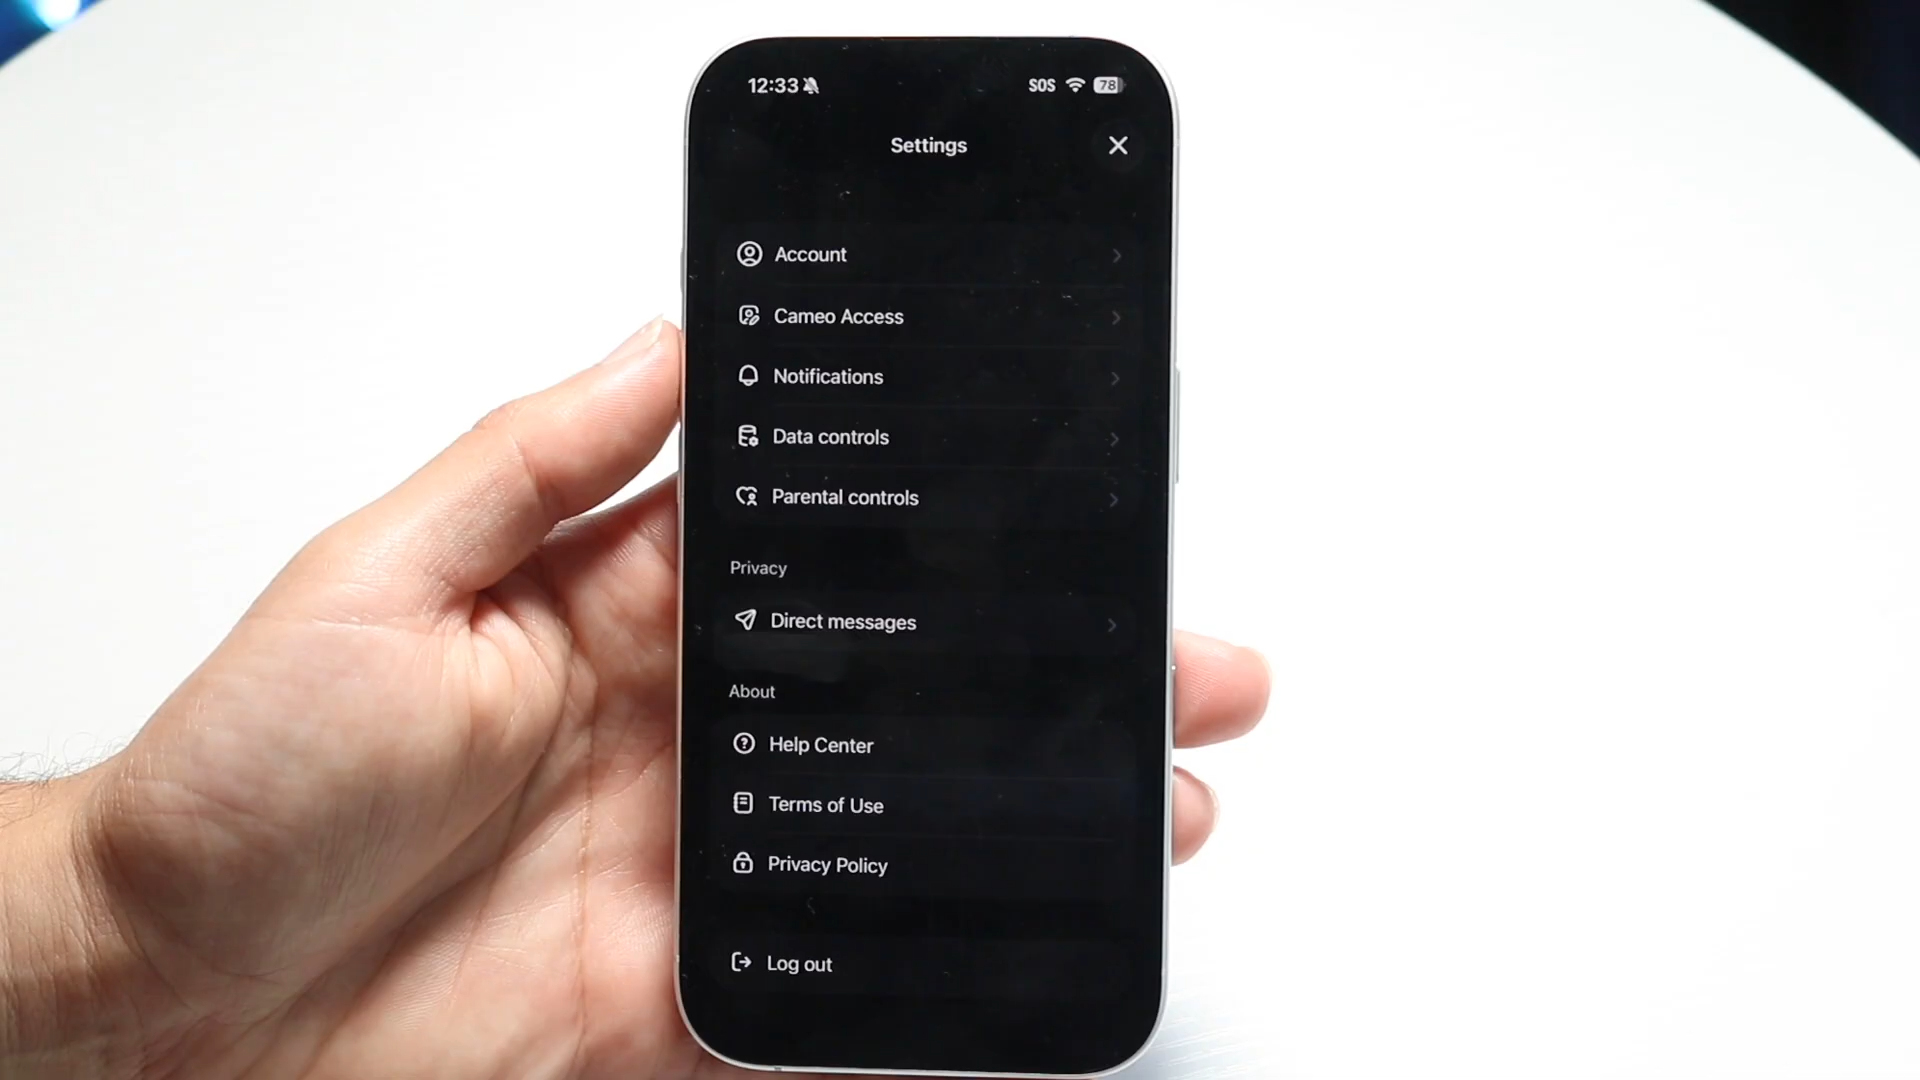 12:33 SOS 78
Settings
Account
Cameo Access
Notifications
Data controls
Parental controls
Privacy
Direct messages
About
Help Center
Terms of Use
Privacy Policy
Log out